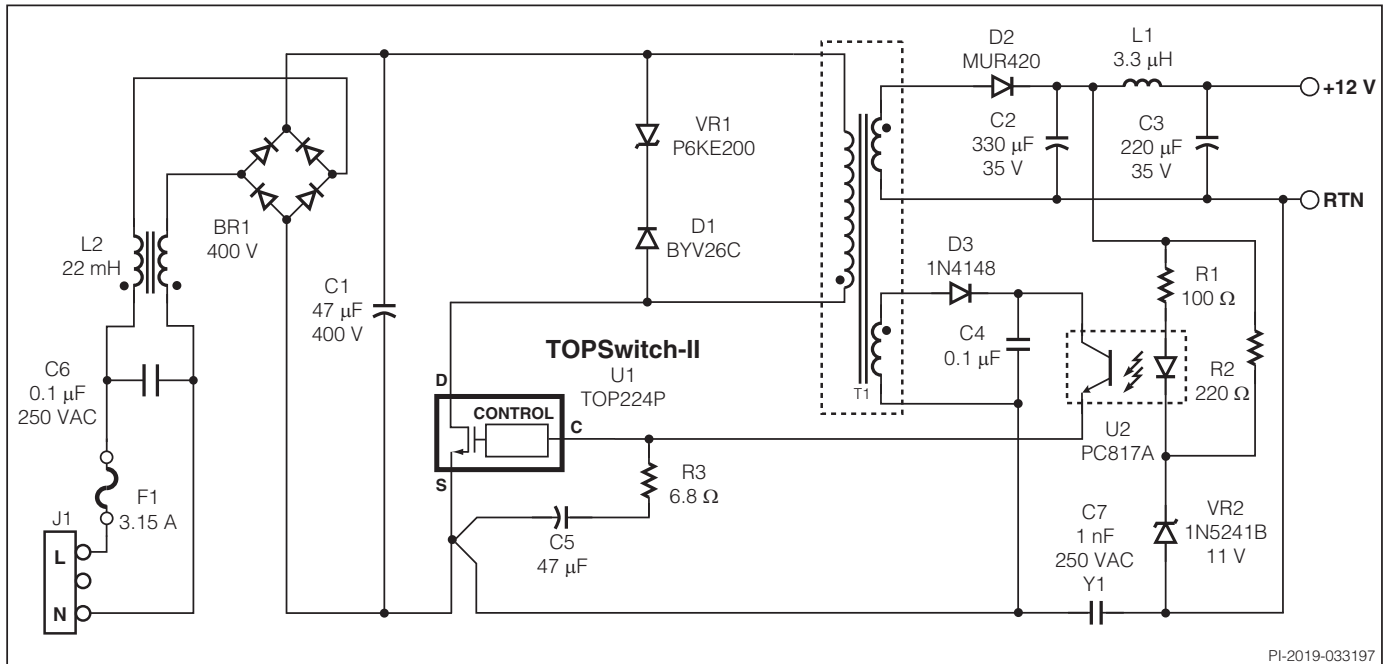 D2
MUR420
L1
3.3 µH
+12 V
VR1
P6KE200
C2
330 µF
35 V
C3
220 µF
35 V
RTN
BR1
400 V
L2
22 mH
D1
BYV26C
D3
1N4148
R1
100 Ω
C1
47 µF
400 V
C4
0.1 µF
R2
220 Ω
TOPSwitch-II
U1
TOP224P
T1
D
CONTROL
C
S
C6
0.1 µF
250 VAC
U2
PC817A
R3
6.8 Ω
F1
3.15 A
J1
L
N
C5
47 µF
C7
1 nF
250 VAC
Y1
VR2
1N5241B
11 V
PI-2019-033197